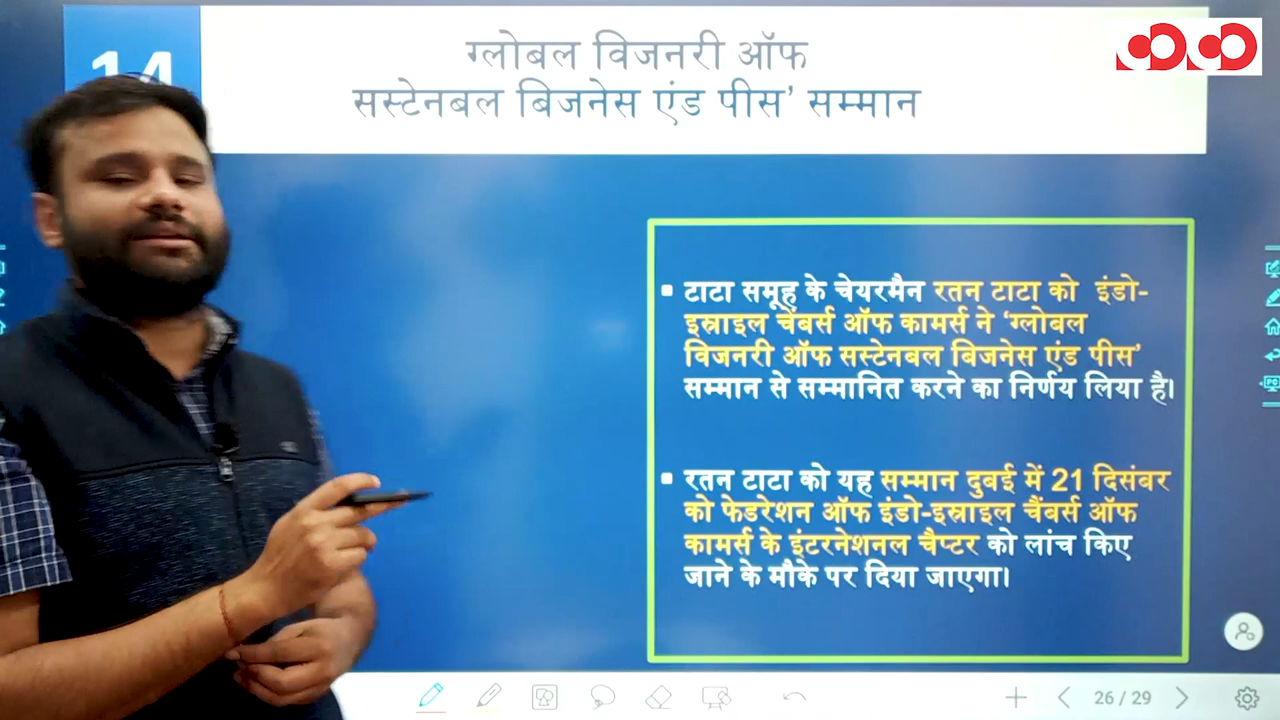 14
ग्लोबल विजनरी ऑफ
सस्टेनबल बिजनेस एंड पीस’ सम्मान
▪ टाटा समूह के चेयरमैन रतन टाटा को इंडो-
इस्राइल चेंबर्स ऑफ कामर्स ने ‘ग्लोबल
विजनरी ऑफ सस्टेनबल बिजनेस एंड पीस’
सम्मान से सम्मानित करने का निर्णय लिया है।
▪ रतन टाटा को यह सम्मान दुबई में 21 दिसंबर
को फेडरेशन ऑफ इंडो-इस्राइल चैंबर्स ऑफ
कामर्स के इंटरनेशनल चैप्टर को लांच किए
जाने के मौके पर दिया जाएगा।
26 / 29